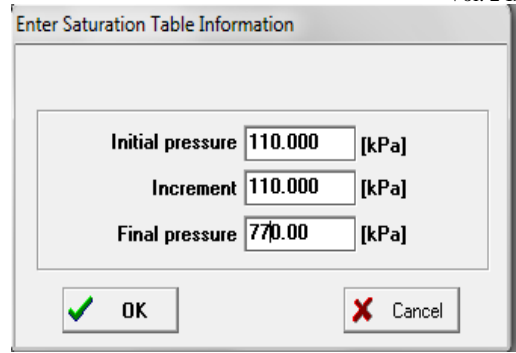 Enter Saturation Table Information
Initial pressure 110.000 [kPa]
Increment 110.000 [kPa]
Final pressure 770.00 [kPa]
OK Cancel